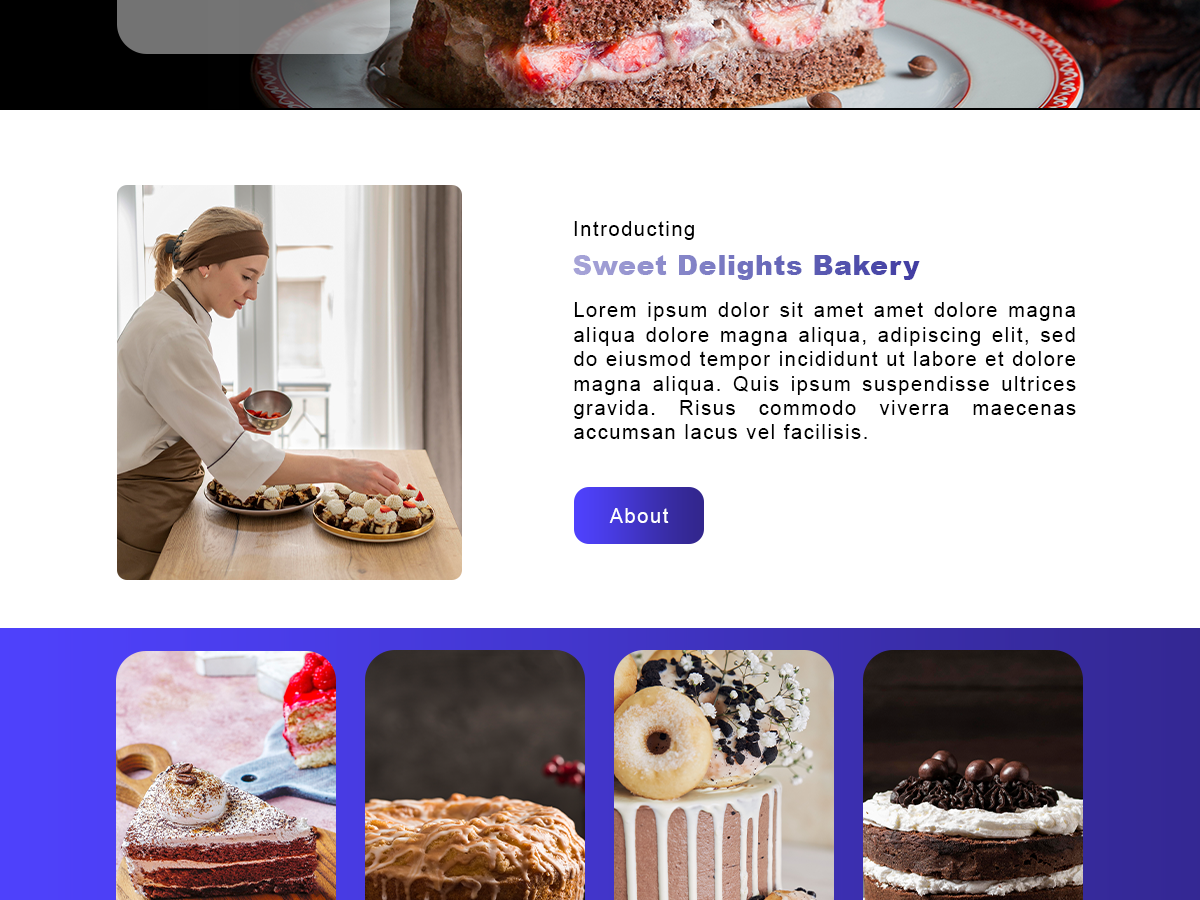 Introducting
Sweet Delights Bakery
Lorem ipsum dolor sit amet amet dolore magna
aliqua dolore magna aliqua, adipiscing elit, sed
do eiusmod tempor incididunt ut labore et dolore
magna aliqua. Quis ipsum suspendisse ultrices
gravida. Risus commodo viverra maecenas
accumsan lacus vel facilisis.
About